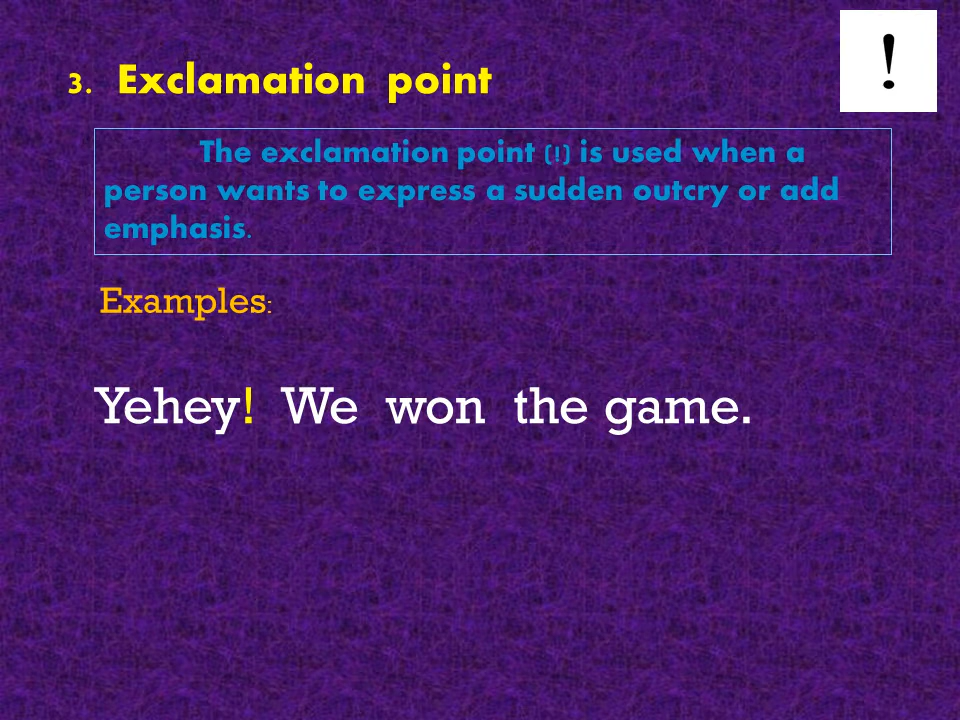 !
3. Exclamation point
The exclamation point (!) is used when a
person wants to express a sudden outcry or add
emphasis.
Examples:
Yehey! We won the game.